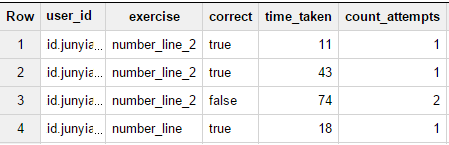 Row user_id exercise correct time_taken count_attempts
1 id.junyia... number_line_2 true 11 1
2 id.junyia... number_line_2 true 43 1
3 id.junyia... number_line_2 false 74 2
4 id.junyia... number_line true 18 1